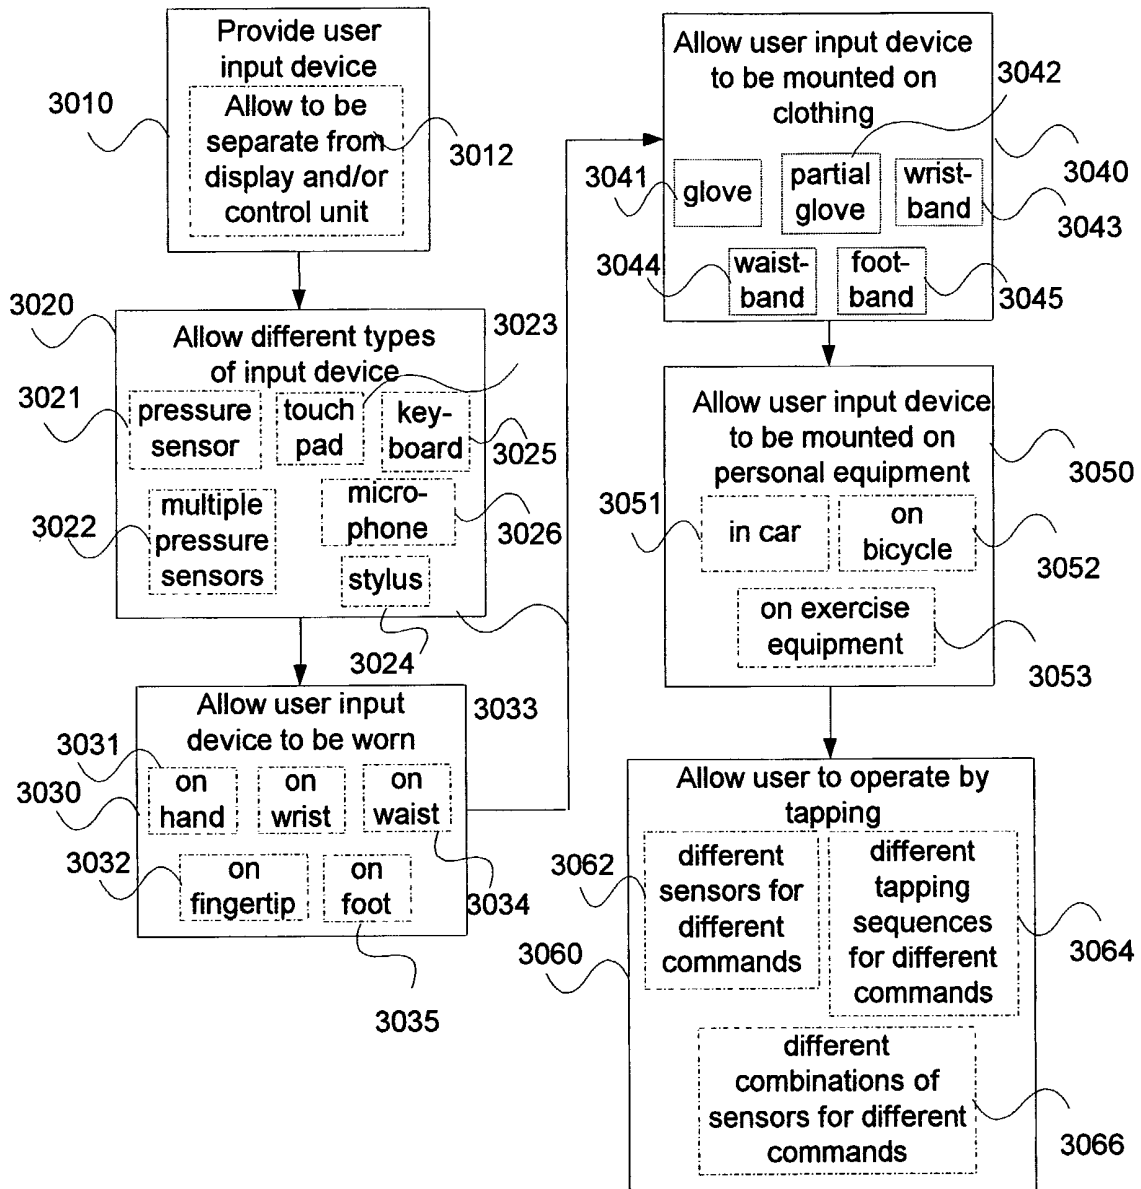 Provide user
input device
3010
Allow to be
separate from
display and/or
control unit
3012
3020
Allow different types
of input device
3023
3021
pressure
sensor
touch
pad
key-
board
3025
3022
multiple
pressure
sensors
micro-
phone
3026
stylus
3024
Allow user input
device to be worn
3033
3031
3030
on
hand
on
wrist
on
waist
3032
on
fingertip
on
foot
3034
3035
Allow user input device
to be mounted on
clothing
3042
3040
3041
glove
partial
glove
wrist-
band
3043
3044
waist-
band
foot-
band
3045
Allow user input device
to be mounted on
personal equipment
3050
3051
in car
on
bicycle
3052
on exercise
equipment
3053
Allow user to operate by
tapping
3062
different
sensors for
different
commands
different
tapping
sequences
for different
commands
3064
3060
different
combinations of
sensors for different
commands
3066